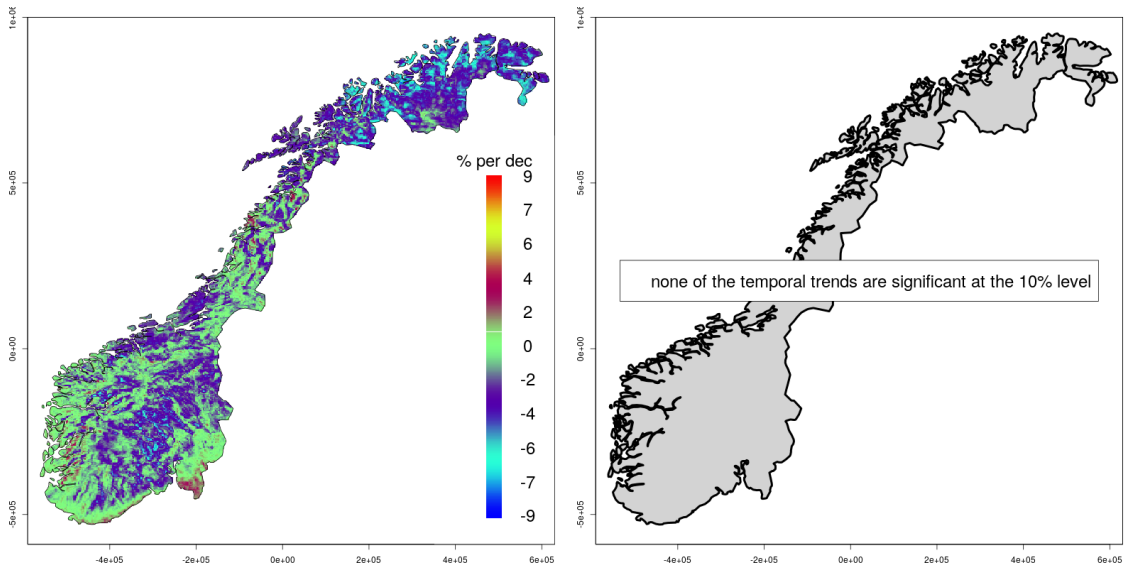 1e+06
5e+05
0e+00
-5e+05
-4e+05
-2e+05
0e+00
2e+05
4e+05
6e+05
% per dec
9
7
6
4
2
0
-2
-4
-6
-7
-9
1e+06
5e+05
0e+00
-5e+05
-4e+05
-2e+05
0e+00
2e+05
4e+05
6e+05
none of the temporal trends are significant at the 10% level